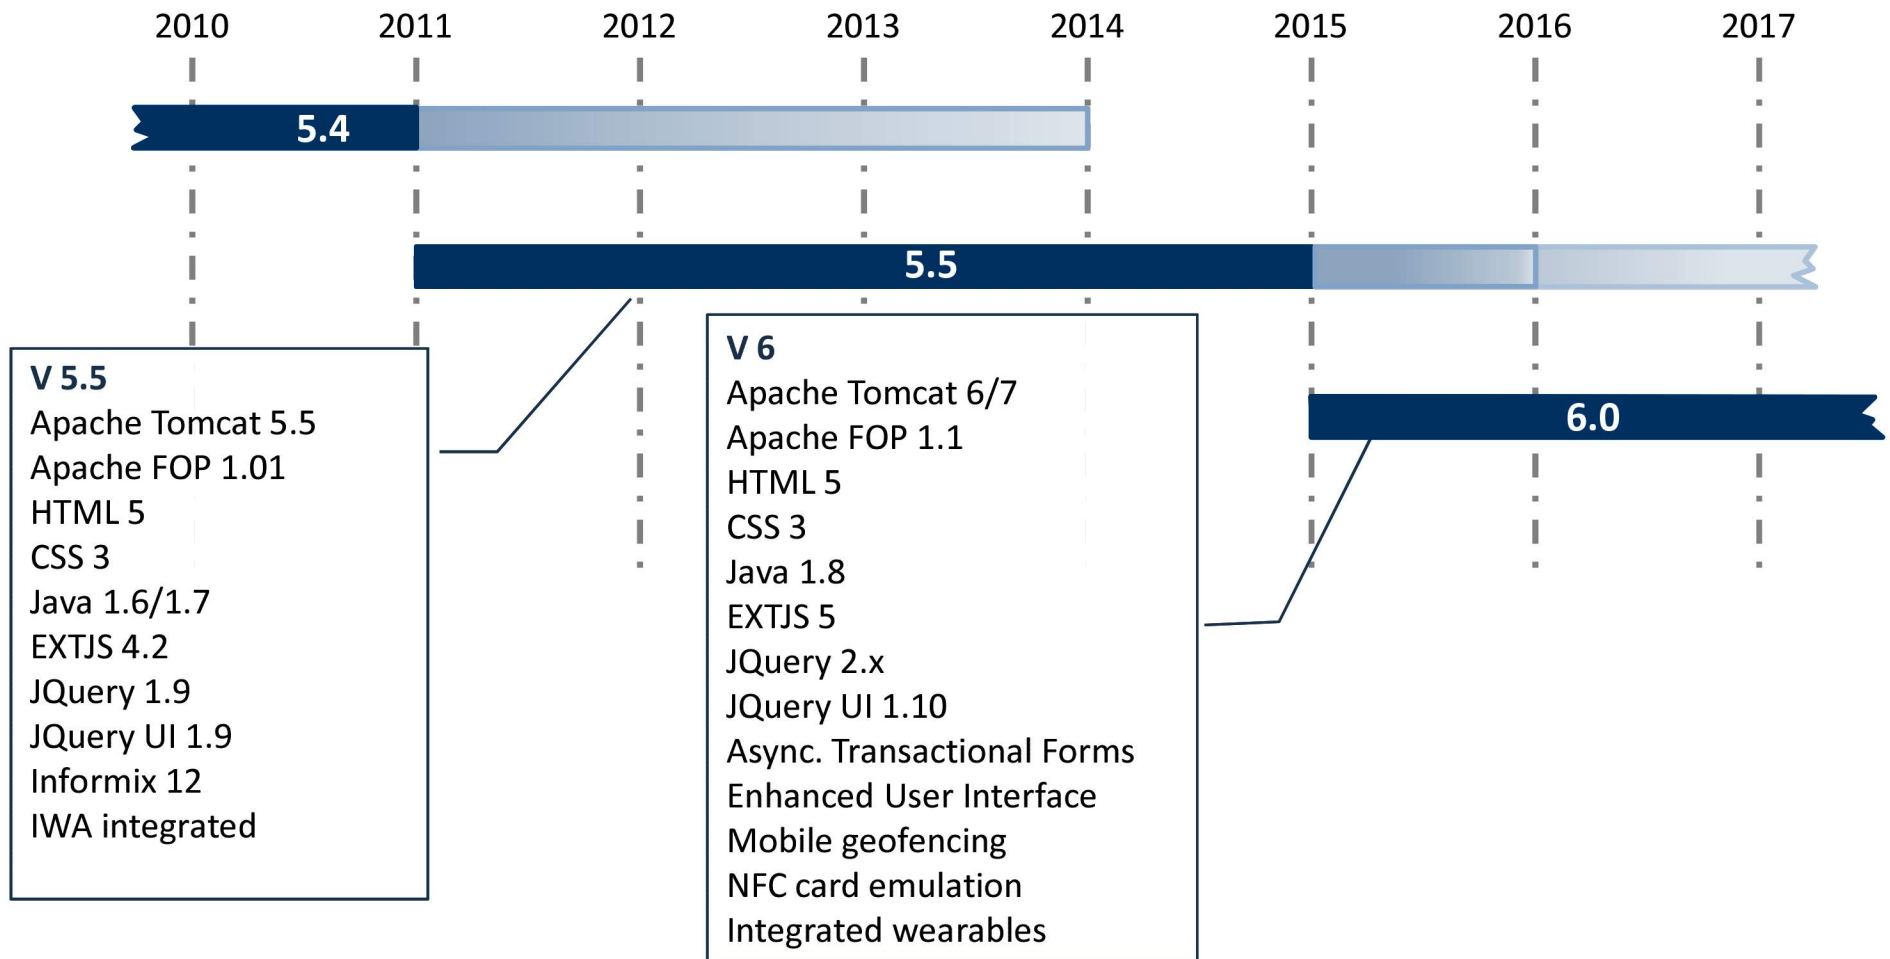 2010 2011 2012 2013 2014 2015 2016 2017
5.4
5.5
6.0
V 5.5
Apache Tomcat 5.5
Apache FOP 1.01
HTML 5
CSS 3
Java 1.6/1.7
EXTJS 4.2
JQuery 1.9
JQuery UI 1.9
Informix 12
IWA integrated
V 6
Apache Tomcat 6/7
Apache FOP 1.1
HTML 5
CSS 3
Java 1.8
EXTJS 5
JQuery 2.x
JQuery UI 1.10
Async. Transactional Forms
Enhanced User Interface
Mobile geofencing
NFC card emulation
Integrated wearables